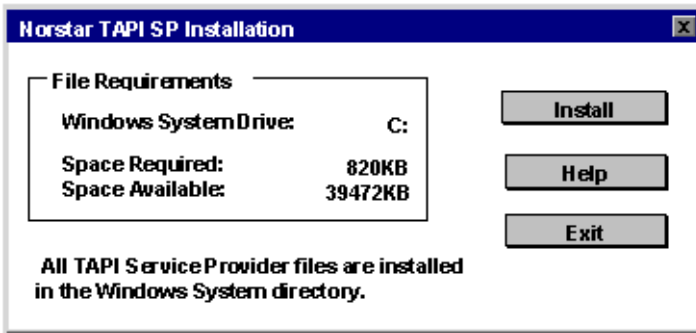 Norstar TAPI SP Installation
File Requirements
Windows System Drive: C:
Space Required: 820KB
Space Available: 39472KB
Install
Help
Exit
All TAPI Service Provider files are installed
in the Windows System directory.